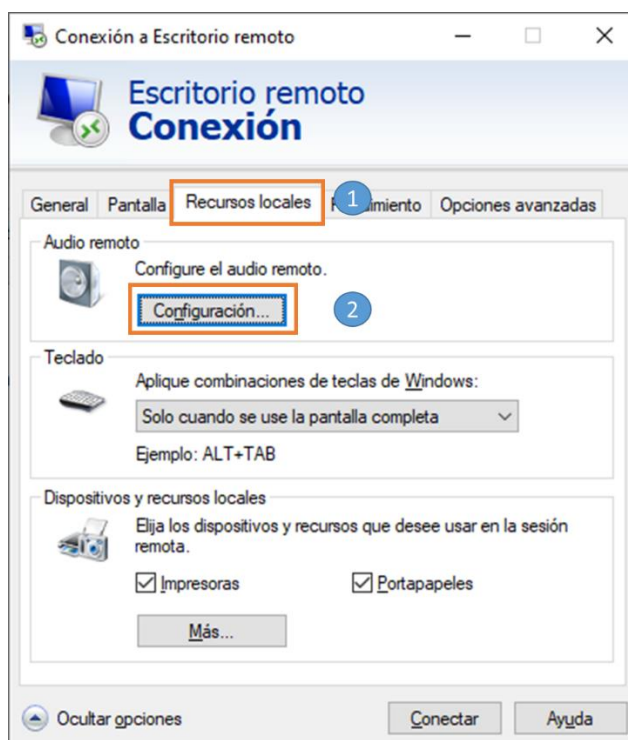 Conexión a Escritorio remoto
Escritorio remoto
Conexión
General Pantalla Recursos locales 1 Opciones avanzadas
Audio remoto
Configure el audio remoto.
Configuración... 2
Teclado
Aplique combinaciones de teclas de Windows:
Solo cuando se use la pantalla completa
Ejemplo: ALT+TAB
Dispositivos y recursos locales
Elija los dispositivos y recursos que desee usar en la sesión
remota.
Impresoras Portapapeles
Más...
Ocultar opciones Conectar Ayuda